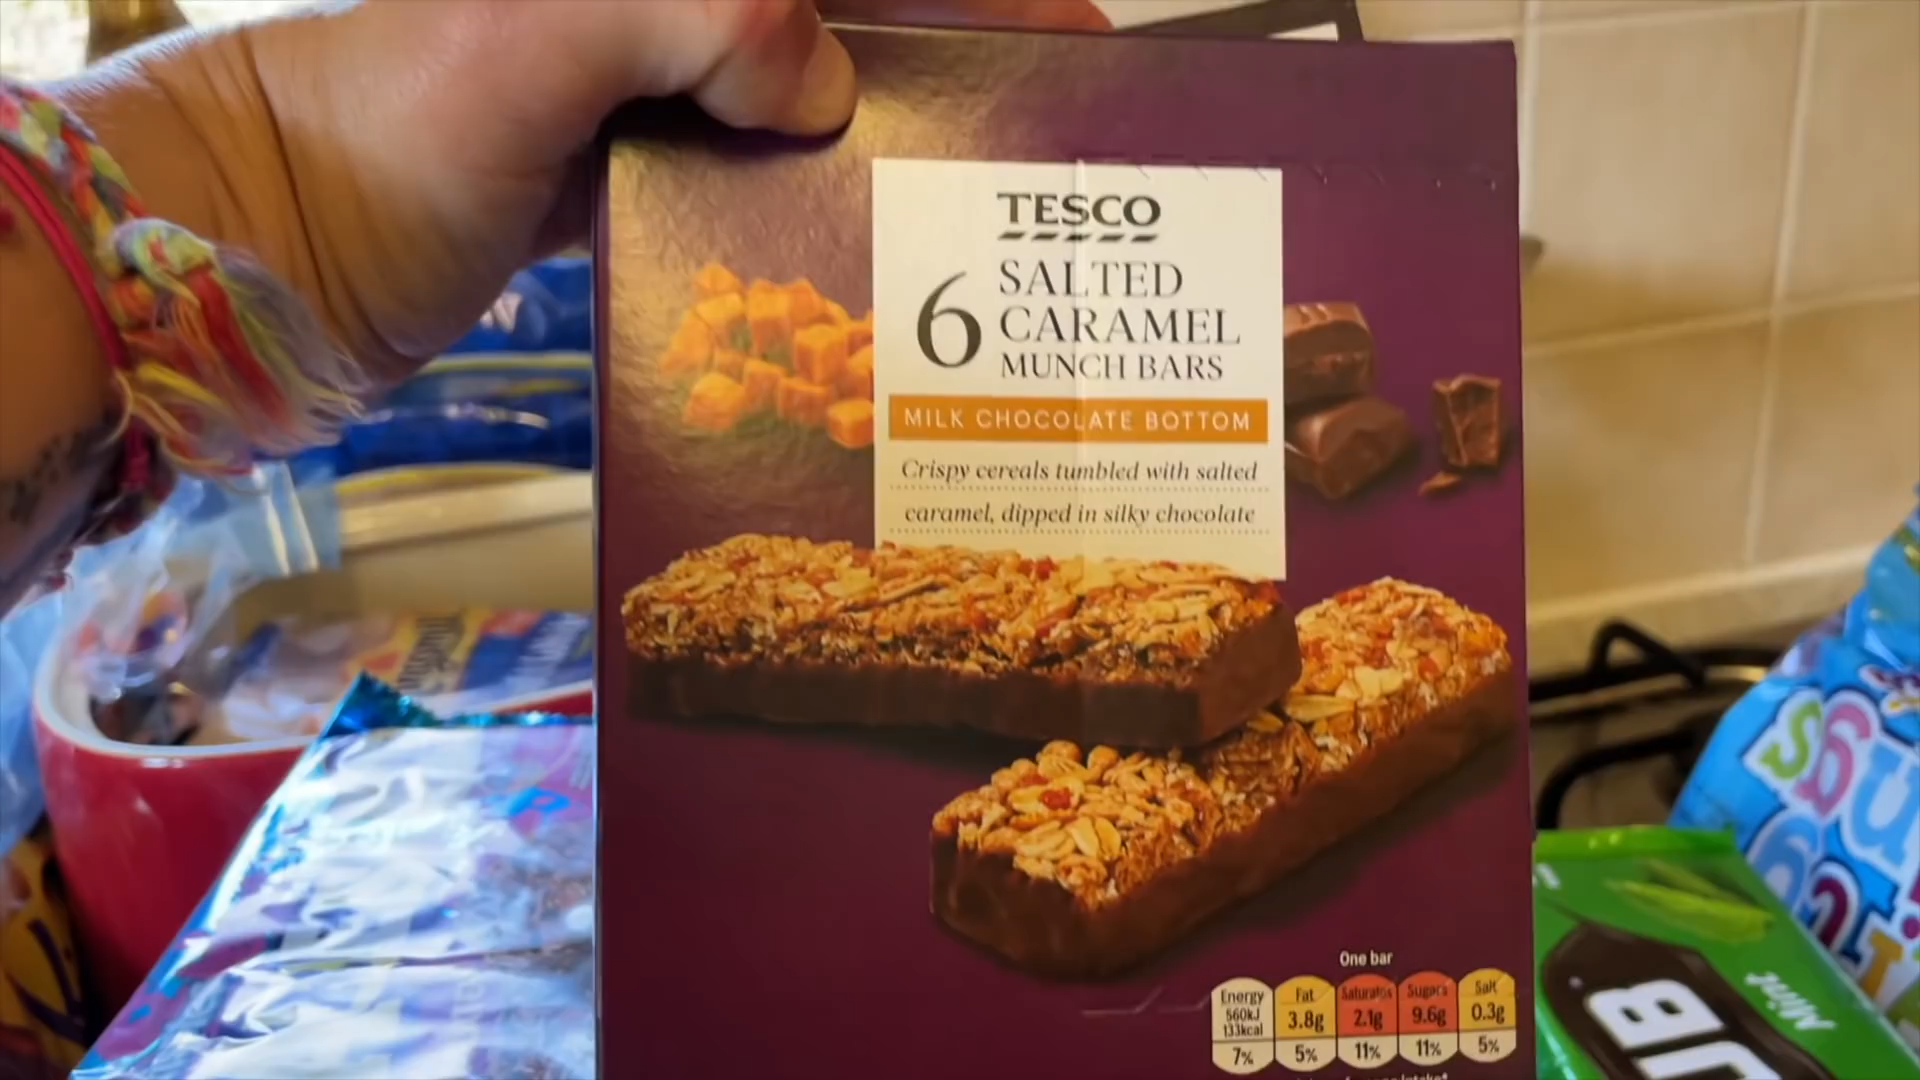 TESCO
6
SALTED
CARAMEL
MUNCH BARS
MILK CHOCOLATE BOTTOM
Crispy cereals tumbled with salted
caramel, dipped in silky chocolate
One bar
Energy 560kJ 133kcal 7%
Fat 3.8g 5%
Saturates 2.1g 11%
Sugars 9.6g 11%
Salt 0.3g 5%
Mint